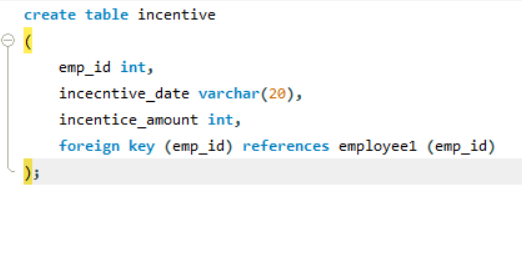 create table incentive
(
emp_id int,
incecntive_date varchar(20),
incentice_amount int,
foreign key (emp_id) references employee1 (emp_id)
);